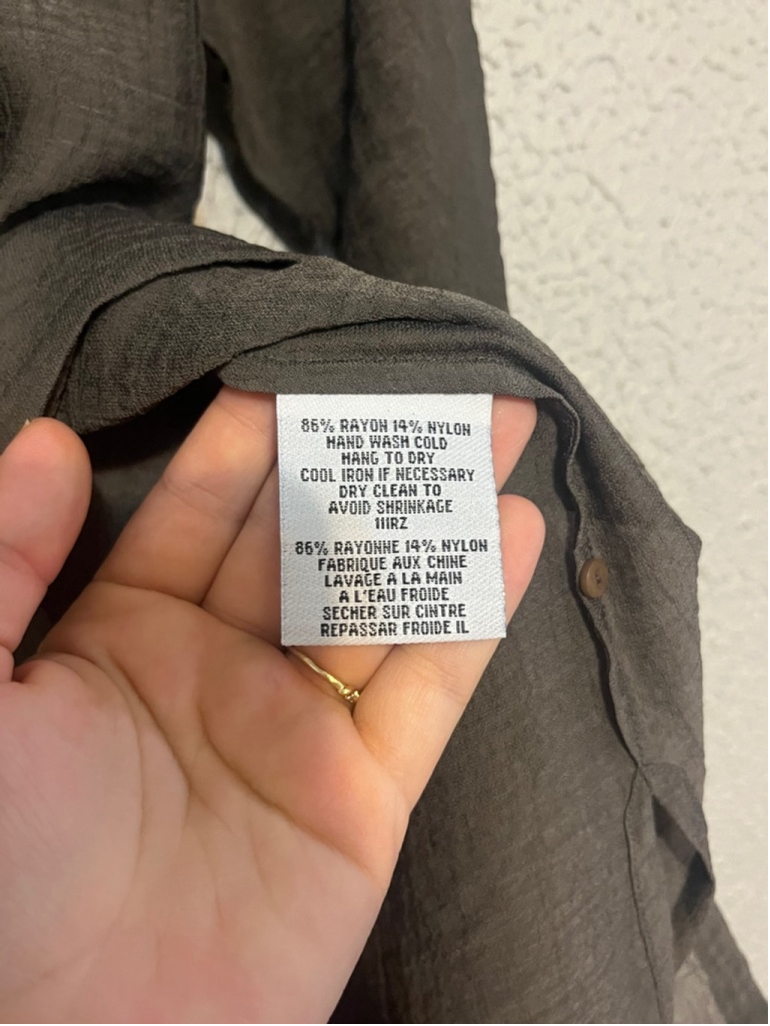 86% RAYON 14% NYLON
HAND WASH COLD
HANG TO DRY
COOL IRON IF NECESSARY
DRY CLEAN TO
AVOID SHRINKAGE
111RZ
86% RAYONNE 14% NYLON
FABRIQUE AUX CHINE
LAVAGE A LA MAIN
A L'EAU FROIDE
SECHER SUR CINTRE
REPASSAR FROIDE IL